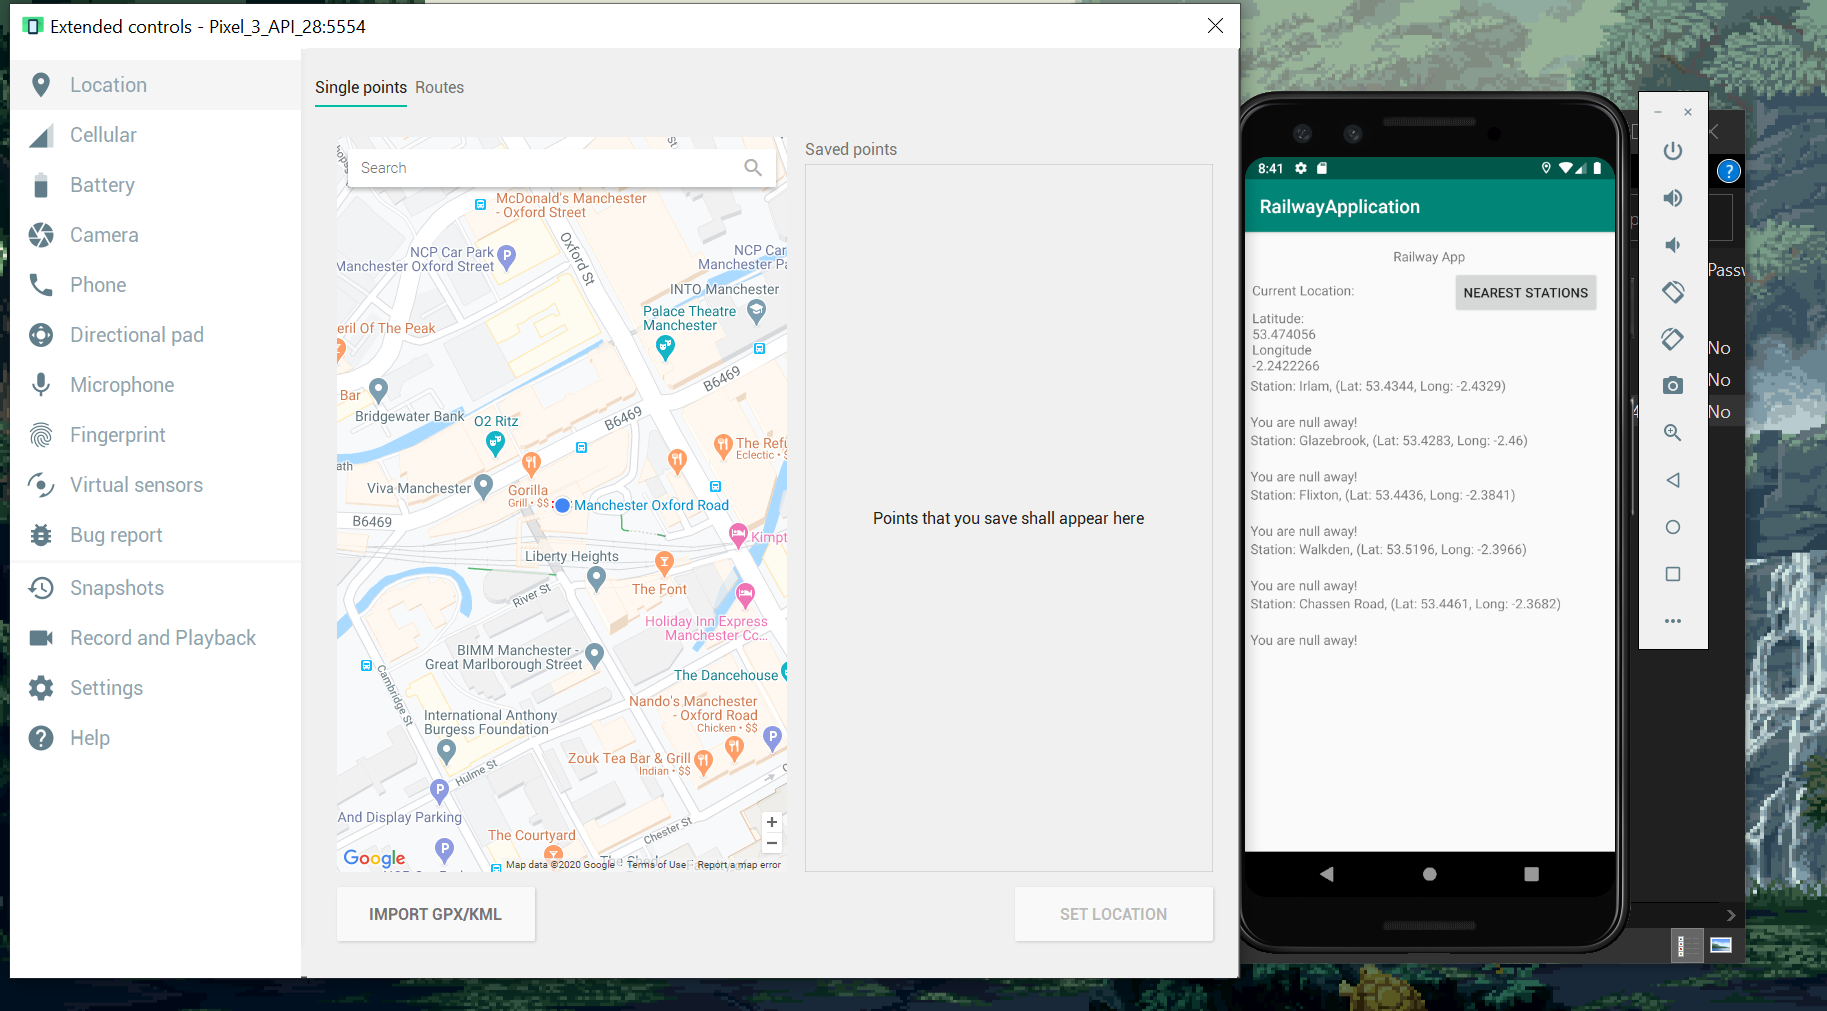 Extended controls - Pixel_3_API_28:5554
Location
Cellular
Battery
Camera
Phone
Directional pad
Microphone
Fingerprint
Virtual sensors
Bug report
Snapshots
Record and Playback
Settings
Help
Single points
Routes
Search
McDonald's Manchester
- Oxford Street
Oxford St
NCP Car Park
Manchester Oxford Street
P
NCP Car
Manchester Pa
INTO Manchester
Palace Theatre
Manchester
eril Of The Peak
B6469
Bar
Bridgewater Bank
O2 Ritz
B6469
The Refu
Eclectic • $
ath
Viva Manchester
Gorilla
Grill • $$
Manchester Oxford Road
B6469
Liberty Heights
Kimpt
The Font
River St
Holiday Inn Express
Manchester Cc...
BIMM Manchester -
Great Marlborough Street
The Dancehouse
Cambridge St
Nando's Manchester
- Oxford Road
Chicken • $$
International Anthony
Burgess Foundation
P
Zouk Tea Bar & Grill
Indian • $$
Hulme St
P
And Display Parking
Chester St
The Courtyard
P
+
−
Google
Map data ©2020 Google
Terms of Use
Report a map error
IMPORT GPX/KML
Saved points
Points that you save shall appear here
SET LOCATION
8:41
RailwayApplication
Railway App
Current Location:
NEAREST STATIONS
Latitude:
53.474056
Longitude
-2.2422266
Station: Irlam, (Lat: 53.4344, Long: -2.4329)
You are null away!
Station: Glazebrook, (Lat: 53.4283, Long: -2.46)
You are null away!
Station: Flixton, (Lat: 53.4436, Long: -2.3841)
You are null away!
Station: Walkden, (Lat: 53.5196, Long: -2.3966)
You are null away!
Station: Chassen Road, (Lat: 53.4461, Long: -2.3682)
You are null away!
?
Passw
No
No
No